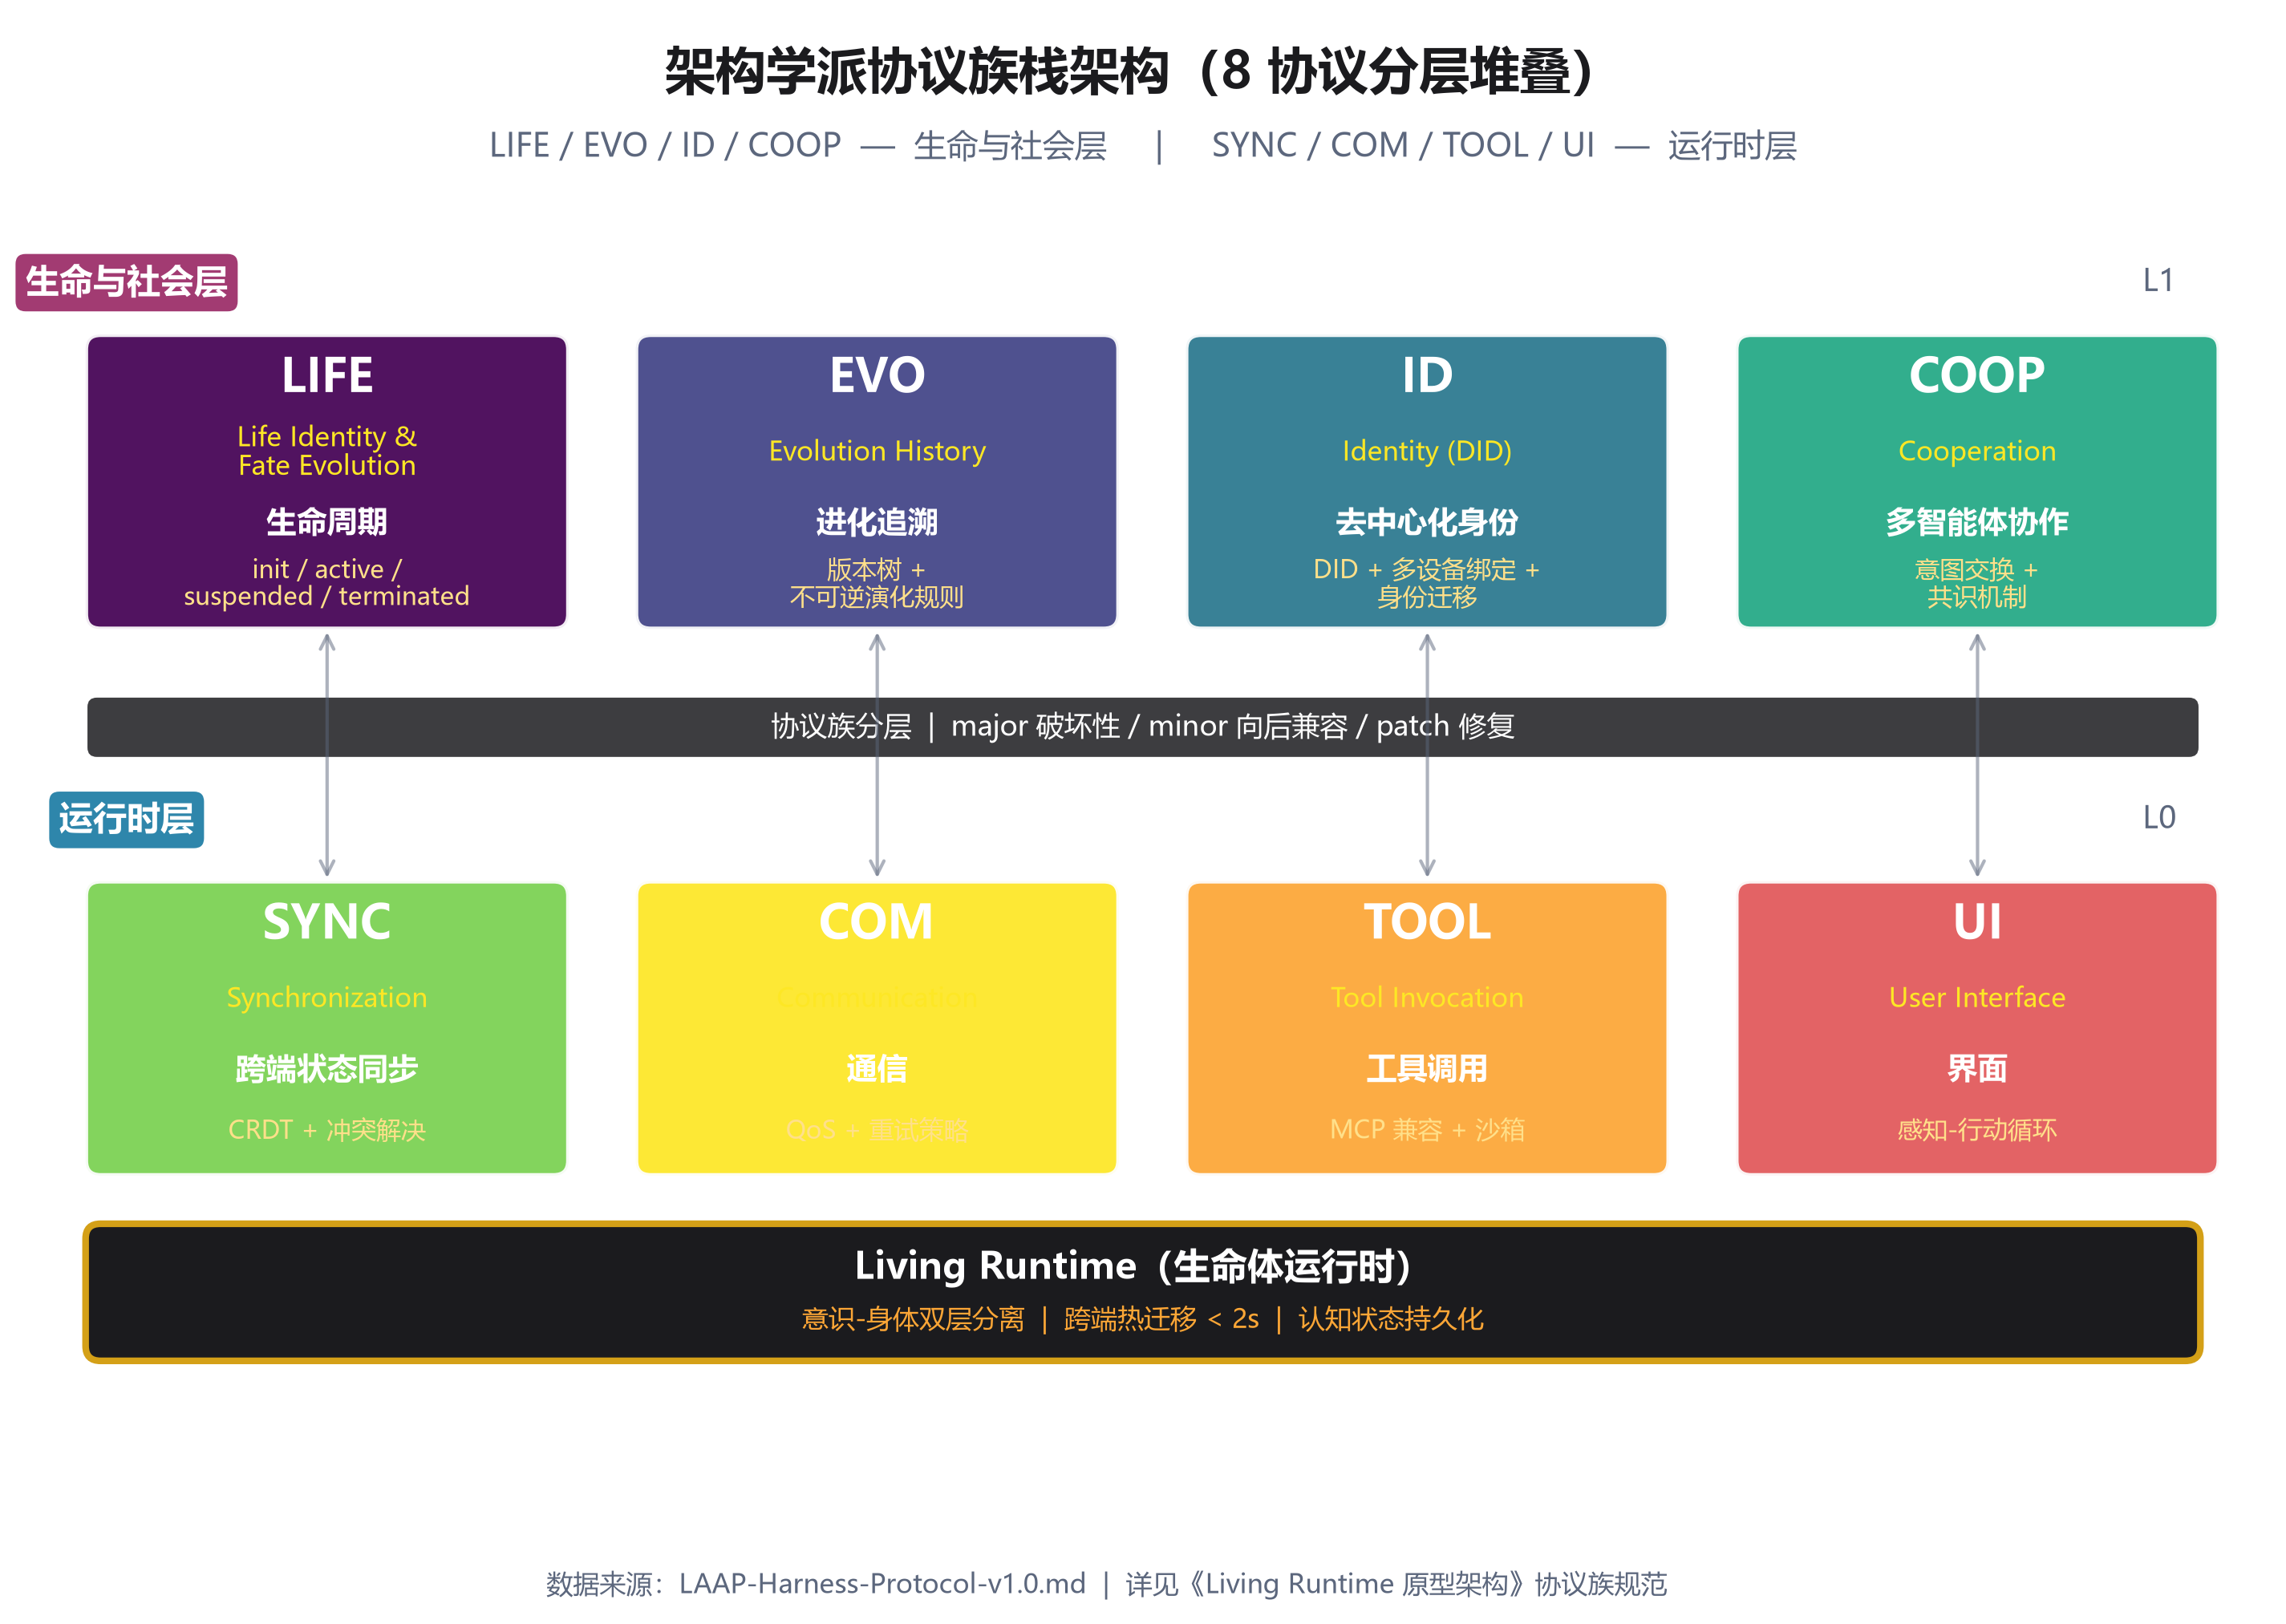 架构学派协议族栈架构（8 协议分层堆叠）
LIFE / EVO / ID / COOP — 生命与社会层 | SYNC / COM / TOOL / UI — 运行时层
生命与社会层
L1
LIFE
Life Identity &
Fate Evolution
生命周期
init / active /
suspended / terminated
EVO
Evolution History
进化追溯
版本树 +
不可逆演化规则
ID
Identity (DID)
去中心化身份
DID + 多设备绑定 +
身份迁移
COOP
Cooperation
多智能体协作
意图交换 +
共识机制
协议族分层 | major 破坏性 / minor 向后兼容 / patch 修复
运行时层
L0
SYNC
Synchronization
跨端状态同步
CRDT + 冲突解决
COM
Communication
通信
QoS + 重试策略
TOOL
Tool Invocation
工具调用
MCP 兼容 + 沙箱
UI
User Interface
界面
感知-行动循环
Living Runtime（生命体运行时）
意识-身体双层分离 | 跨端热迁移 < 2s | 认知状态持久化
数据来源：LAAP-Harness-Protocol-v1.0.md | 详见《Living Runtime 原型架构》协议族规范